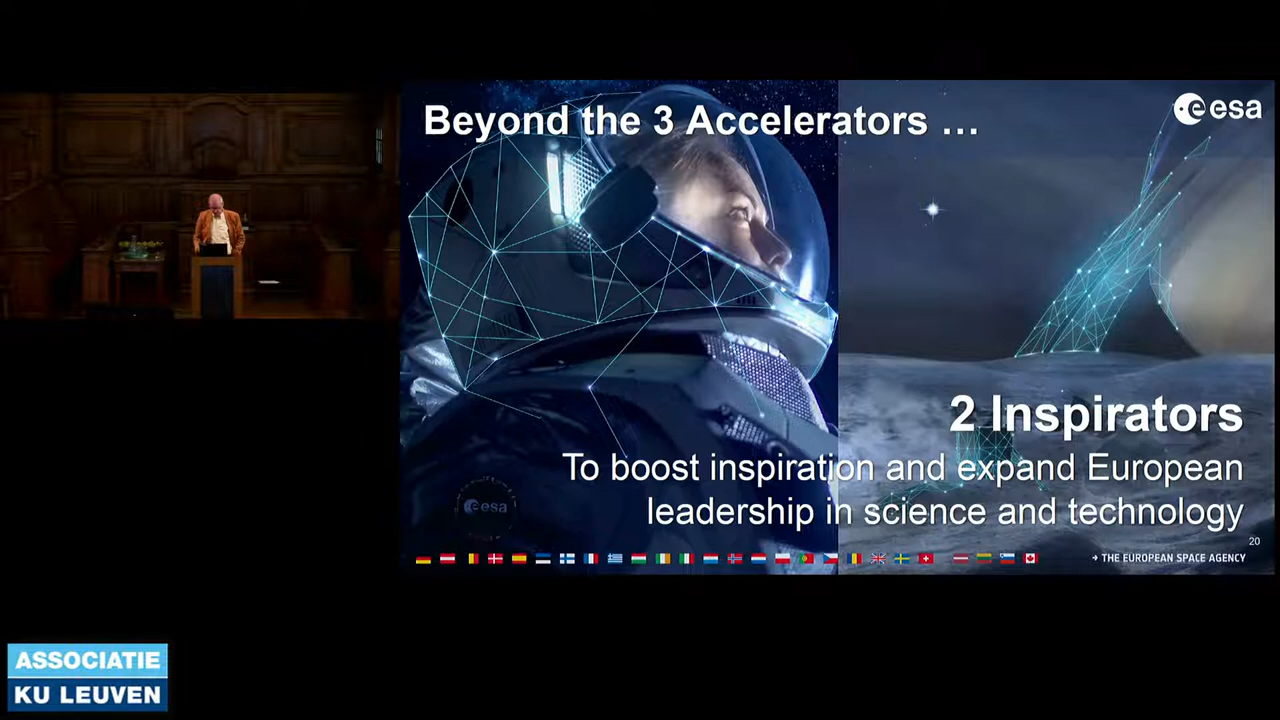 Beyond the 3 Accelerators …
esa
2 Inspirators
To boost inspiration and expand European
leadership in science and technology
esa
20
→ THE EUROPEAN SPACE AGENCY
ASSOCIATIE
KU LEUVEN